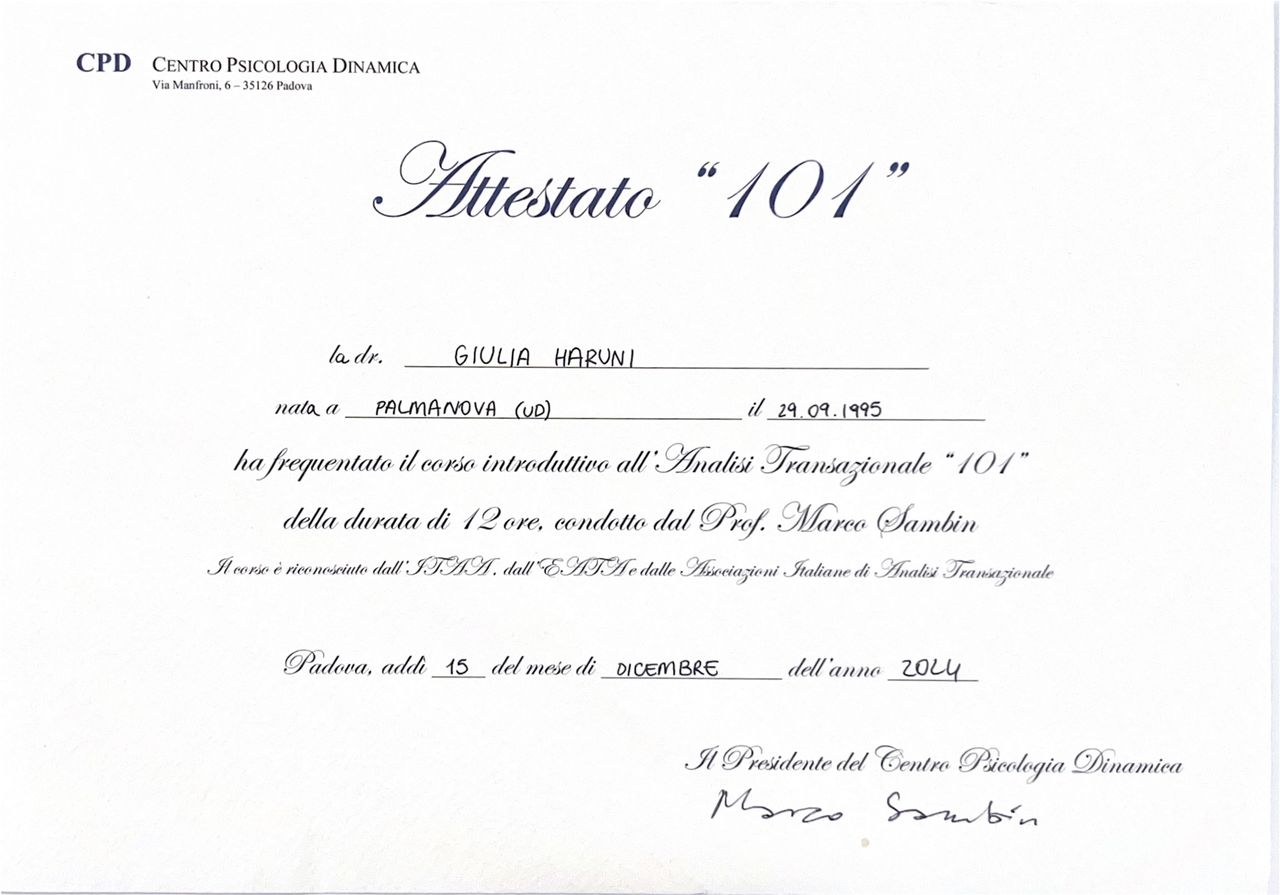 CPD CENTRO PSICOLOGIA DINAMICA
Via Manfroni, 6 – 35126 Padova
Attestato “101”
la dr. GIULIA HARUNI
nata a PALMANOVA (UD) il 29.09.1995
ha frequentato il corso introduttivo all'Analisi Transazionale “101”
della durata di 12 ore, condotto dal Prof. Marco Sambin
Il corso è riconosciuto dall'ITAA, dall'EATA e dalle Associazioni Italiane di Analisi Transazionale
Padova, addì 15 del mese di DICEMBRE dell'anno 2024
Il Presidente del Centro Psicologia Dinamica
Marco Sambin